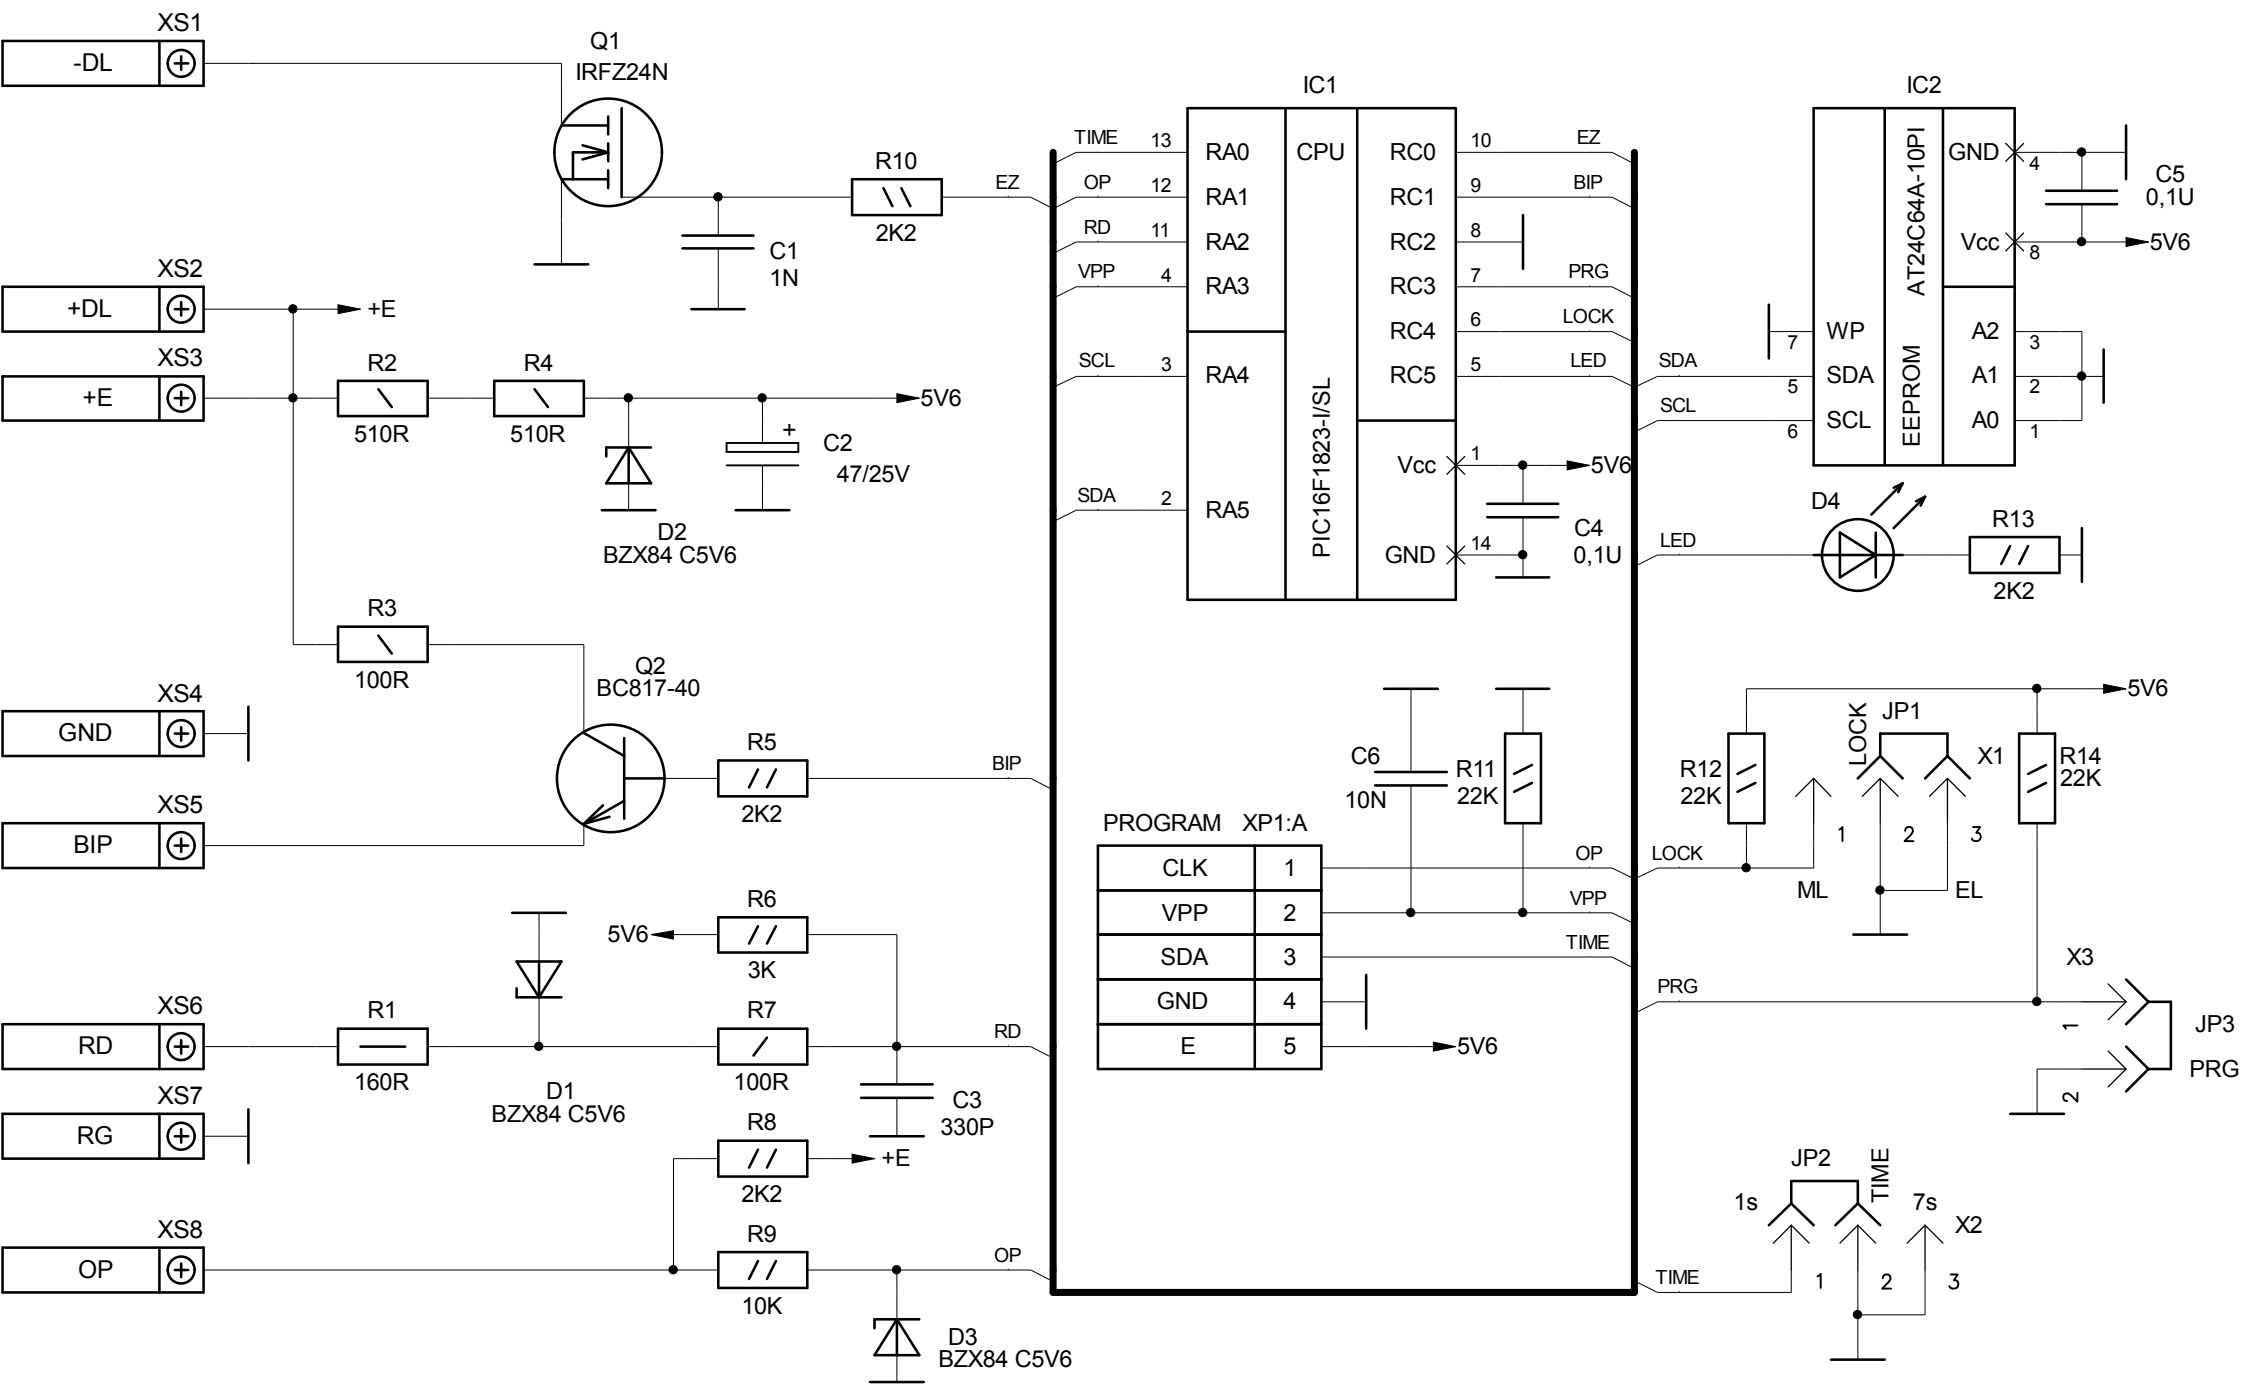 XS1
-DL
Q1
IRFZ24N
R10
2K2
EZ
C1
1N
XS2
+DL
+E
XS3
+E
R2
510R
R4
510R
5V6
D2
BZX84 C5V6
+
C2
47/25V
R3
100R
Q2
BC817-40
XS4
GND
XS5
BIP
R5
2K2
BIP
R6
5V6
3K
XS6
RD
R1
160R
D1
BZX84 C5V6
R7
100R
RD
C3
330P
XS7
RG
R8
2K2
+E
XS8
OP
R9
10K
OP
D3
BZX84 C5V6
IC1
TIME 13 RA0
OP 12 RA1
RD 11 RA2
VPP 4 RA3
SCL 3 RA4
SDA 2 RA5
CPU
PIC16F1823-I/SL
RC0 10 EZ
RC1 9 BIP
RC2 8
RC3 7 PRG
RC4 6 LOCK
RC5 5 LED
Vcc 1 5V6
GND 14
C4
0,1U
C6
10N
R11
22K
PROGRAM XP1:A
CLK 1 OP
VPP 2 VPP
SDA 3 TIME
GND 4
E 5 5V6
IC2
AT24C64A-10PI
EEPROM
GND 4
C5
0,1U
Vcc 8 5V6
7 WP
SDA 5 SDA
SCL 6 SCL
A2 3
A1 2
A0 1
D4
LED
R13
2K2
5V6
R12
22K
LOCK
JP1
X1
R14
22K
1 2 3
LOCK
ML
EL
X3
PRG
1
JP3
PRG
2
JP2
TIME
1s
7s
X2
TIME
1 2 3